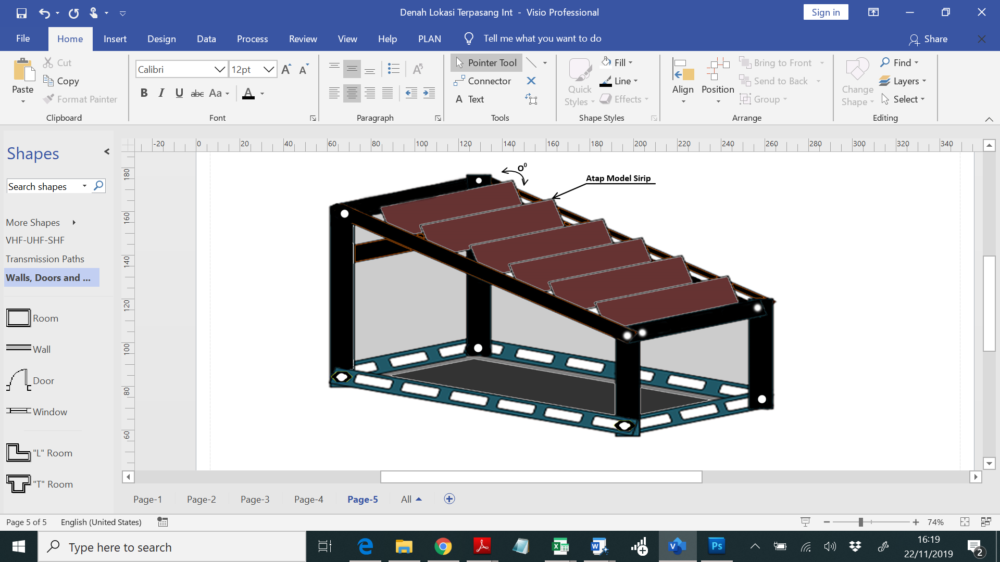 Denah Lokasi Terpasang Int - Visio Professional
Sign in
File Home Insert Design Data Process Review View Help PLAN Tell me what you want to do Share
Paste
Cut
Copy
Format Painter
Clipboard
Calibri 12pt
B I U abc Aa A
Font
Paragraph
Pointer Tool
Connector
A Text
Tools
Quick Styles
Fill
Line
Effects
Shape Styles
Align Position
Bring to Front
Send to Back
Group
Arrange
Change Shape
Find
Layers
Select
Editing
Shapes
Search shapes
More Shapes
VHF-UHF-SHF
Transmission Paths
Walls, Doors and ...
Room
Wall
Door
Window
"L" Room
"T" Room
-20 0 20 40 60 80 100 120 140 160 180 200 220 240 260 280 300 320 340
180
160
140
120
100
80
60
O⁰
Atap Model Sirip
Page-1 Page-2 Page-3 Page-4 Page-5 All
Page 5 of 5 English (United States) 74%
Type here to search
Ps
16:19
22/11/2019
2